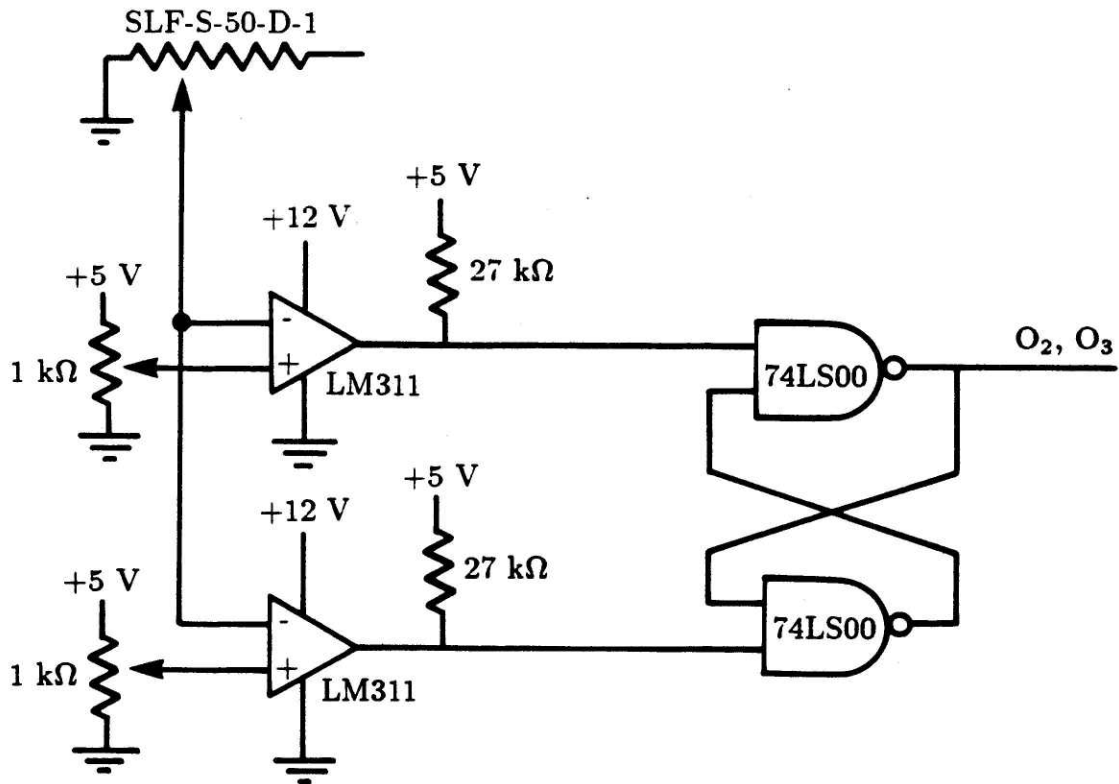 SLF-S-50-D-1
+5 V
+12 V
27 kΩ
+5 V
-
+
1 kΩ
LM311
74LS00
O₂, O₃
+5 V
+12 V
27 kΩ
+5 V
-
+
1 kΩ
LM311
74LS00